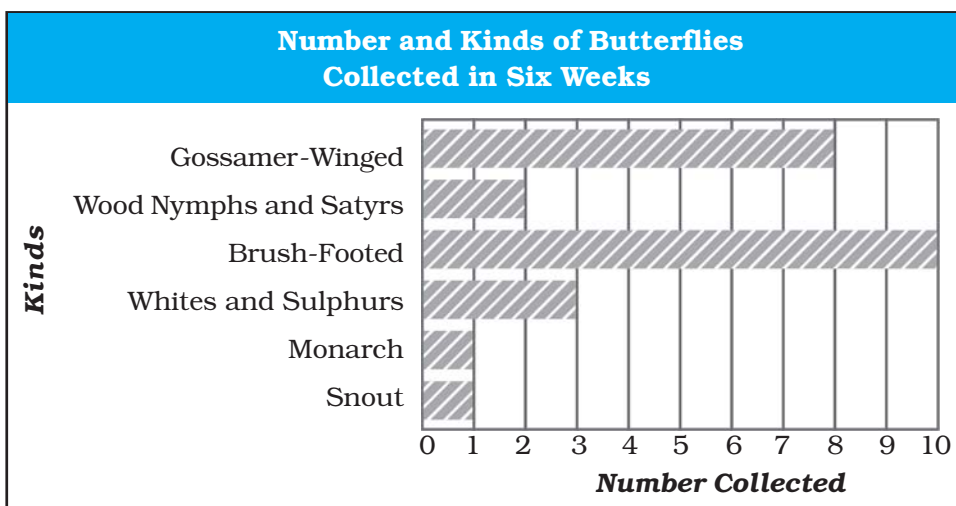 Number and Kinds of Butterflies
Collected in Six Weeks
Kinds
Gossamer-Winged
Wood Nymphs and Satyrs
Brush-Footed
Whites and Sulphurs
Monarch
Snout
0 1 2 3 4 5 6 7 8 9 10
Number Collected